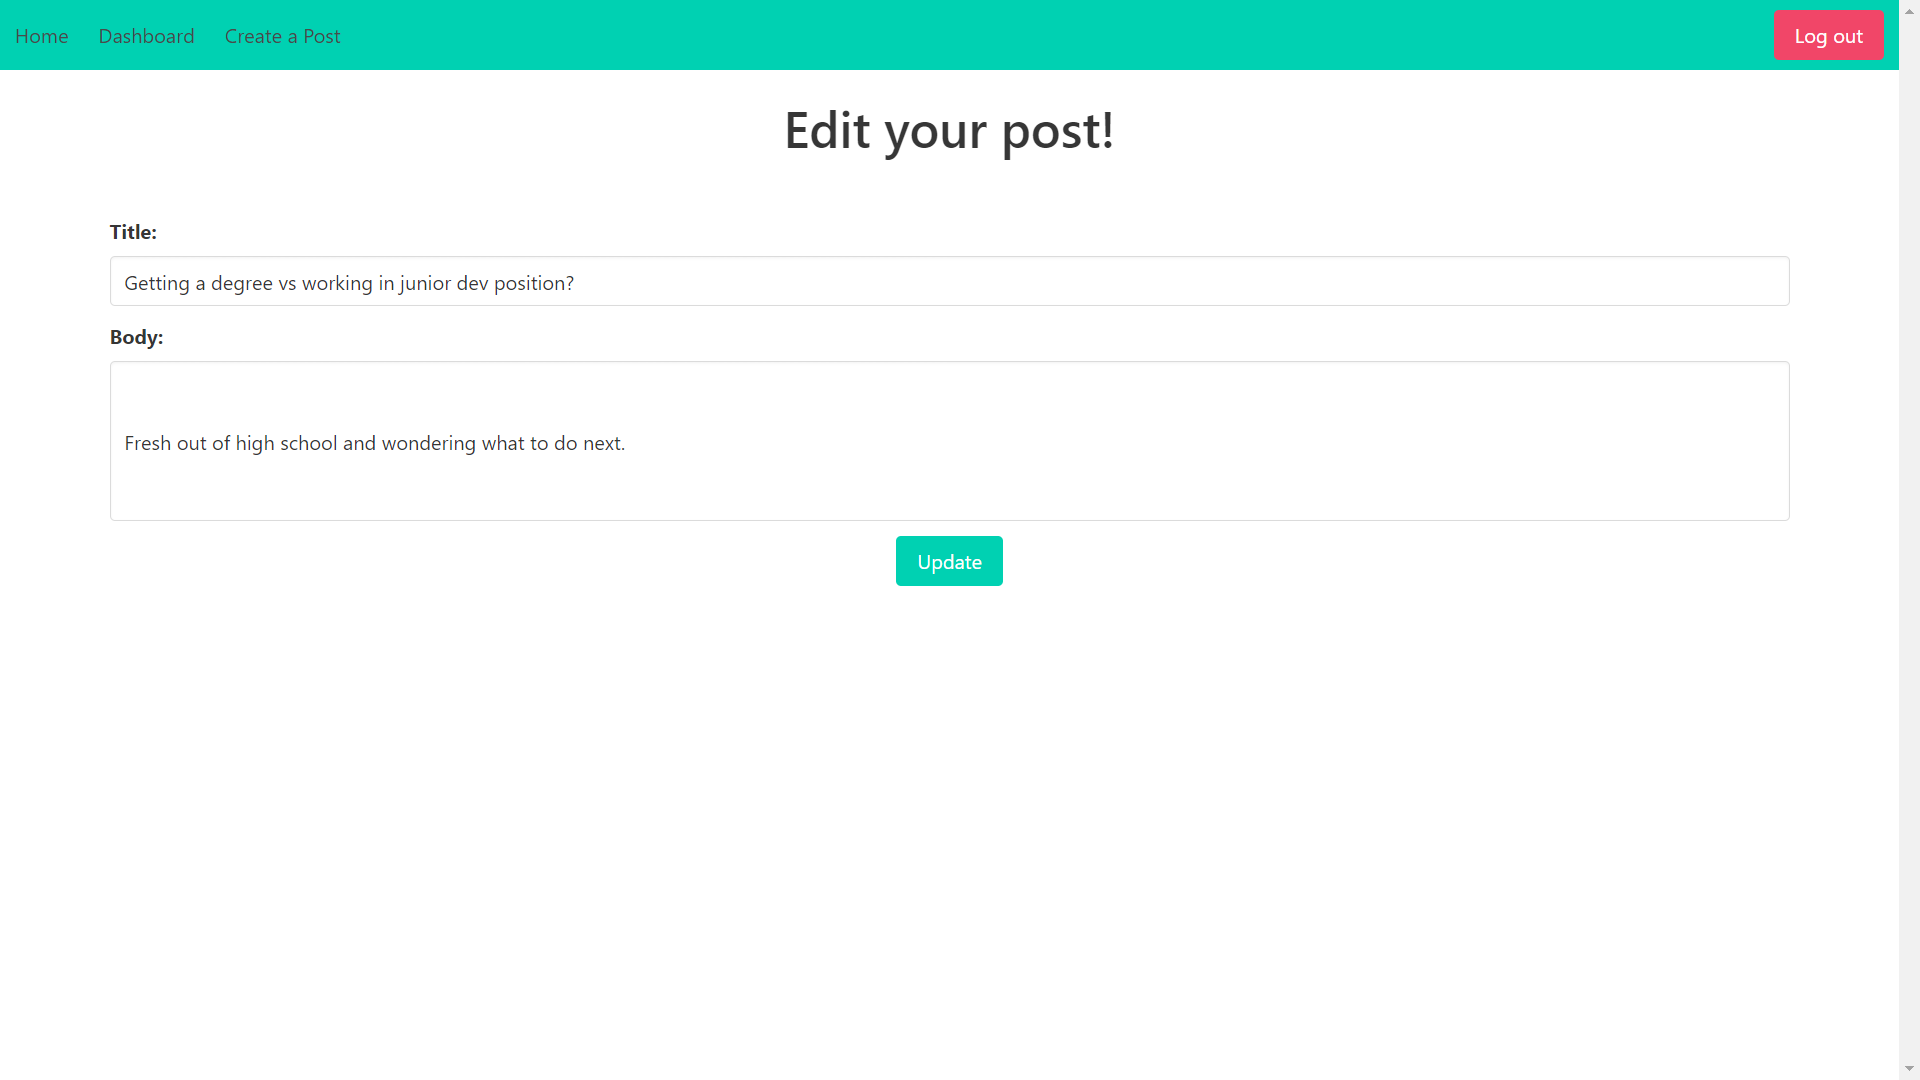 Home Dashboard Create a Post Log out
Edit your post!
Title:
Getting a degree vs working in junior dev position?
Body:
Fresh out of high school and wondering what to do next.
Update